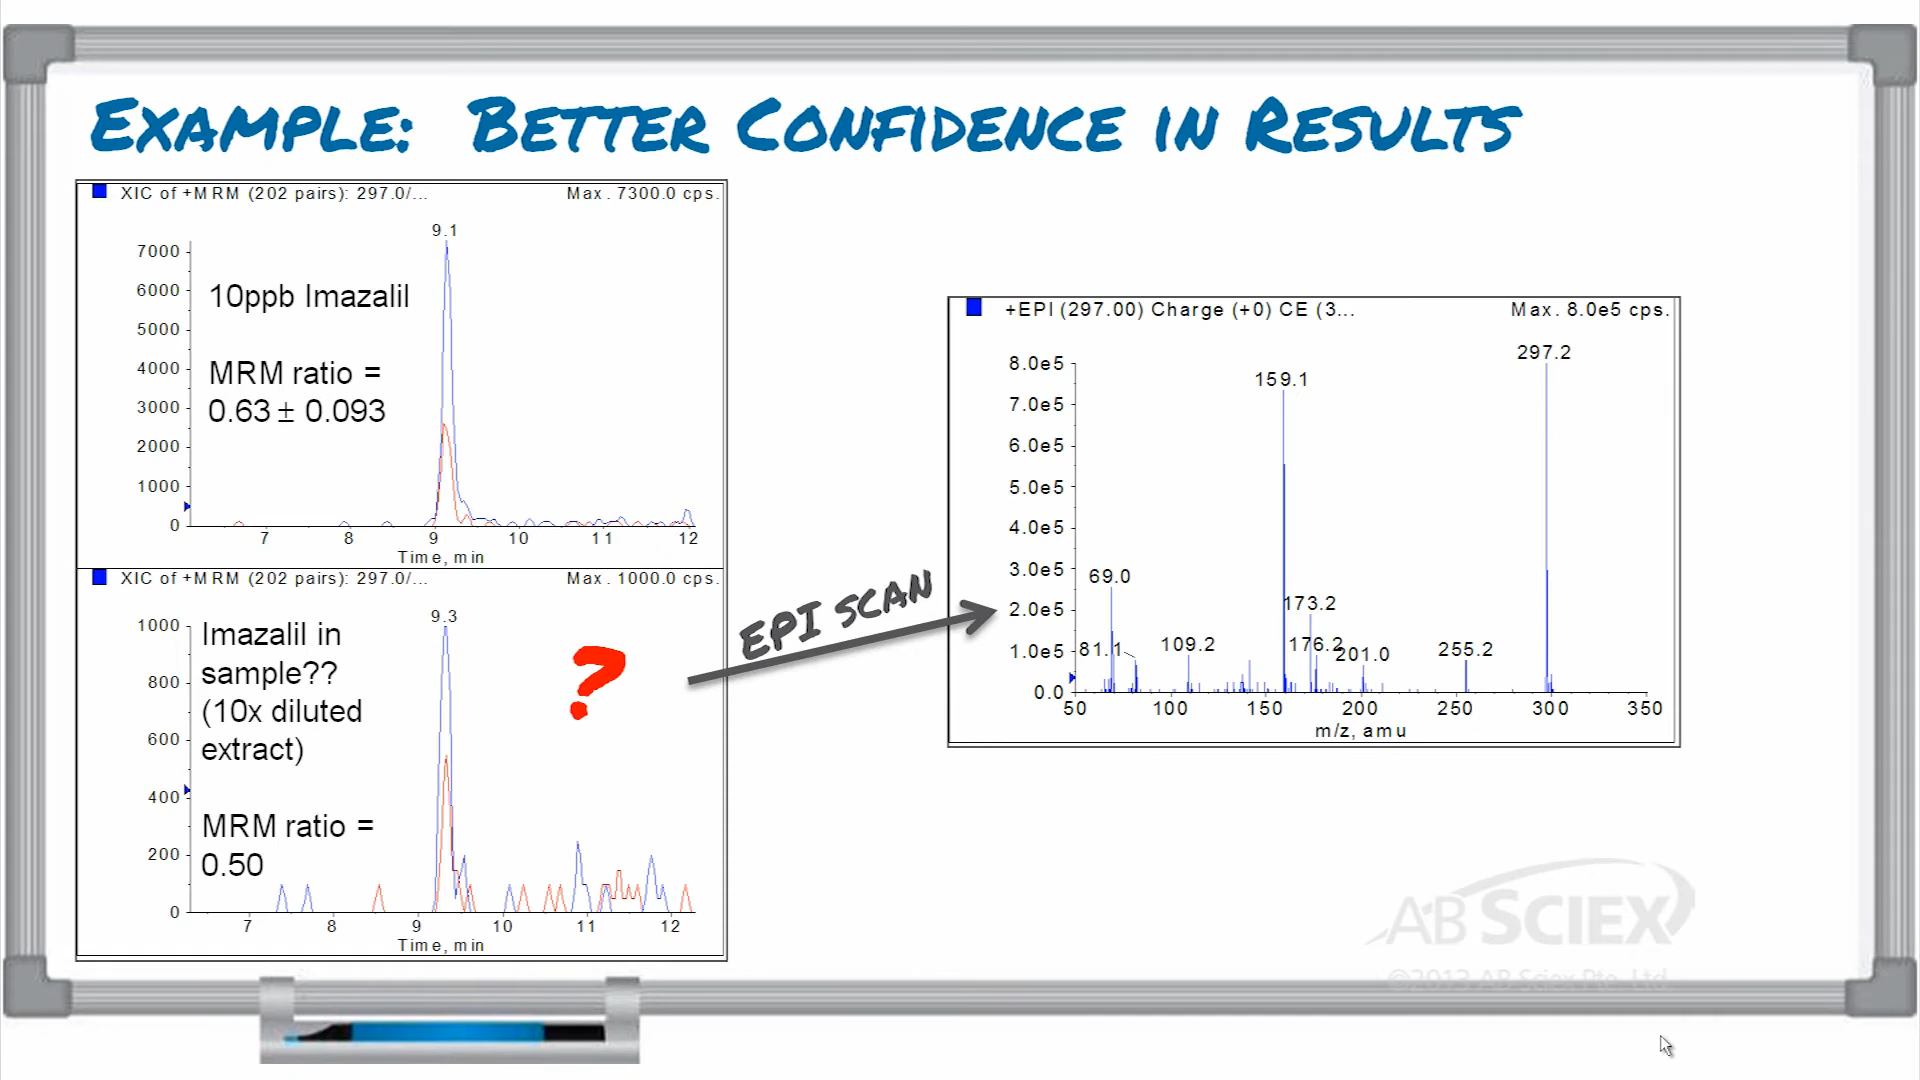 Example: Better Confidence in Results
XIC of +MRM (202 pairs): 297.0/... Max. 7300.0 cps.
9.1
7000
6000
5000
4000
3000
2000
1000
0
10ppb Imazalil
MRM ratio =
0.63 ± 0.093
7 8 9 10 11 12
Time, min
XIC of +MRM (202 pairs): 297.0/... Max. 1000.0 cps.
9.3
1000
800
600
400
200
0
Imazalil in
sample??
(10x diluted
extract)
MRM ratio =
0.50
?
7 8 9 10 11 12
Time, min
EPI scan
+EPI (297.00) Charge (+0) CE (3... Max. 8.0e5 cps.
8.0e5
7.0e5
6.0e5
5.0e5
4.0e5
3.0e5
2.0e5
1.0e5
0.0
297.2
159.1
69.0
173.2
81.1
109.2
176.2
201.0
255.2
50 100 150 200 250 300 350
m/z, amu
AB SCIEX
©2013 AB Sciex Pte. Ltd.